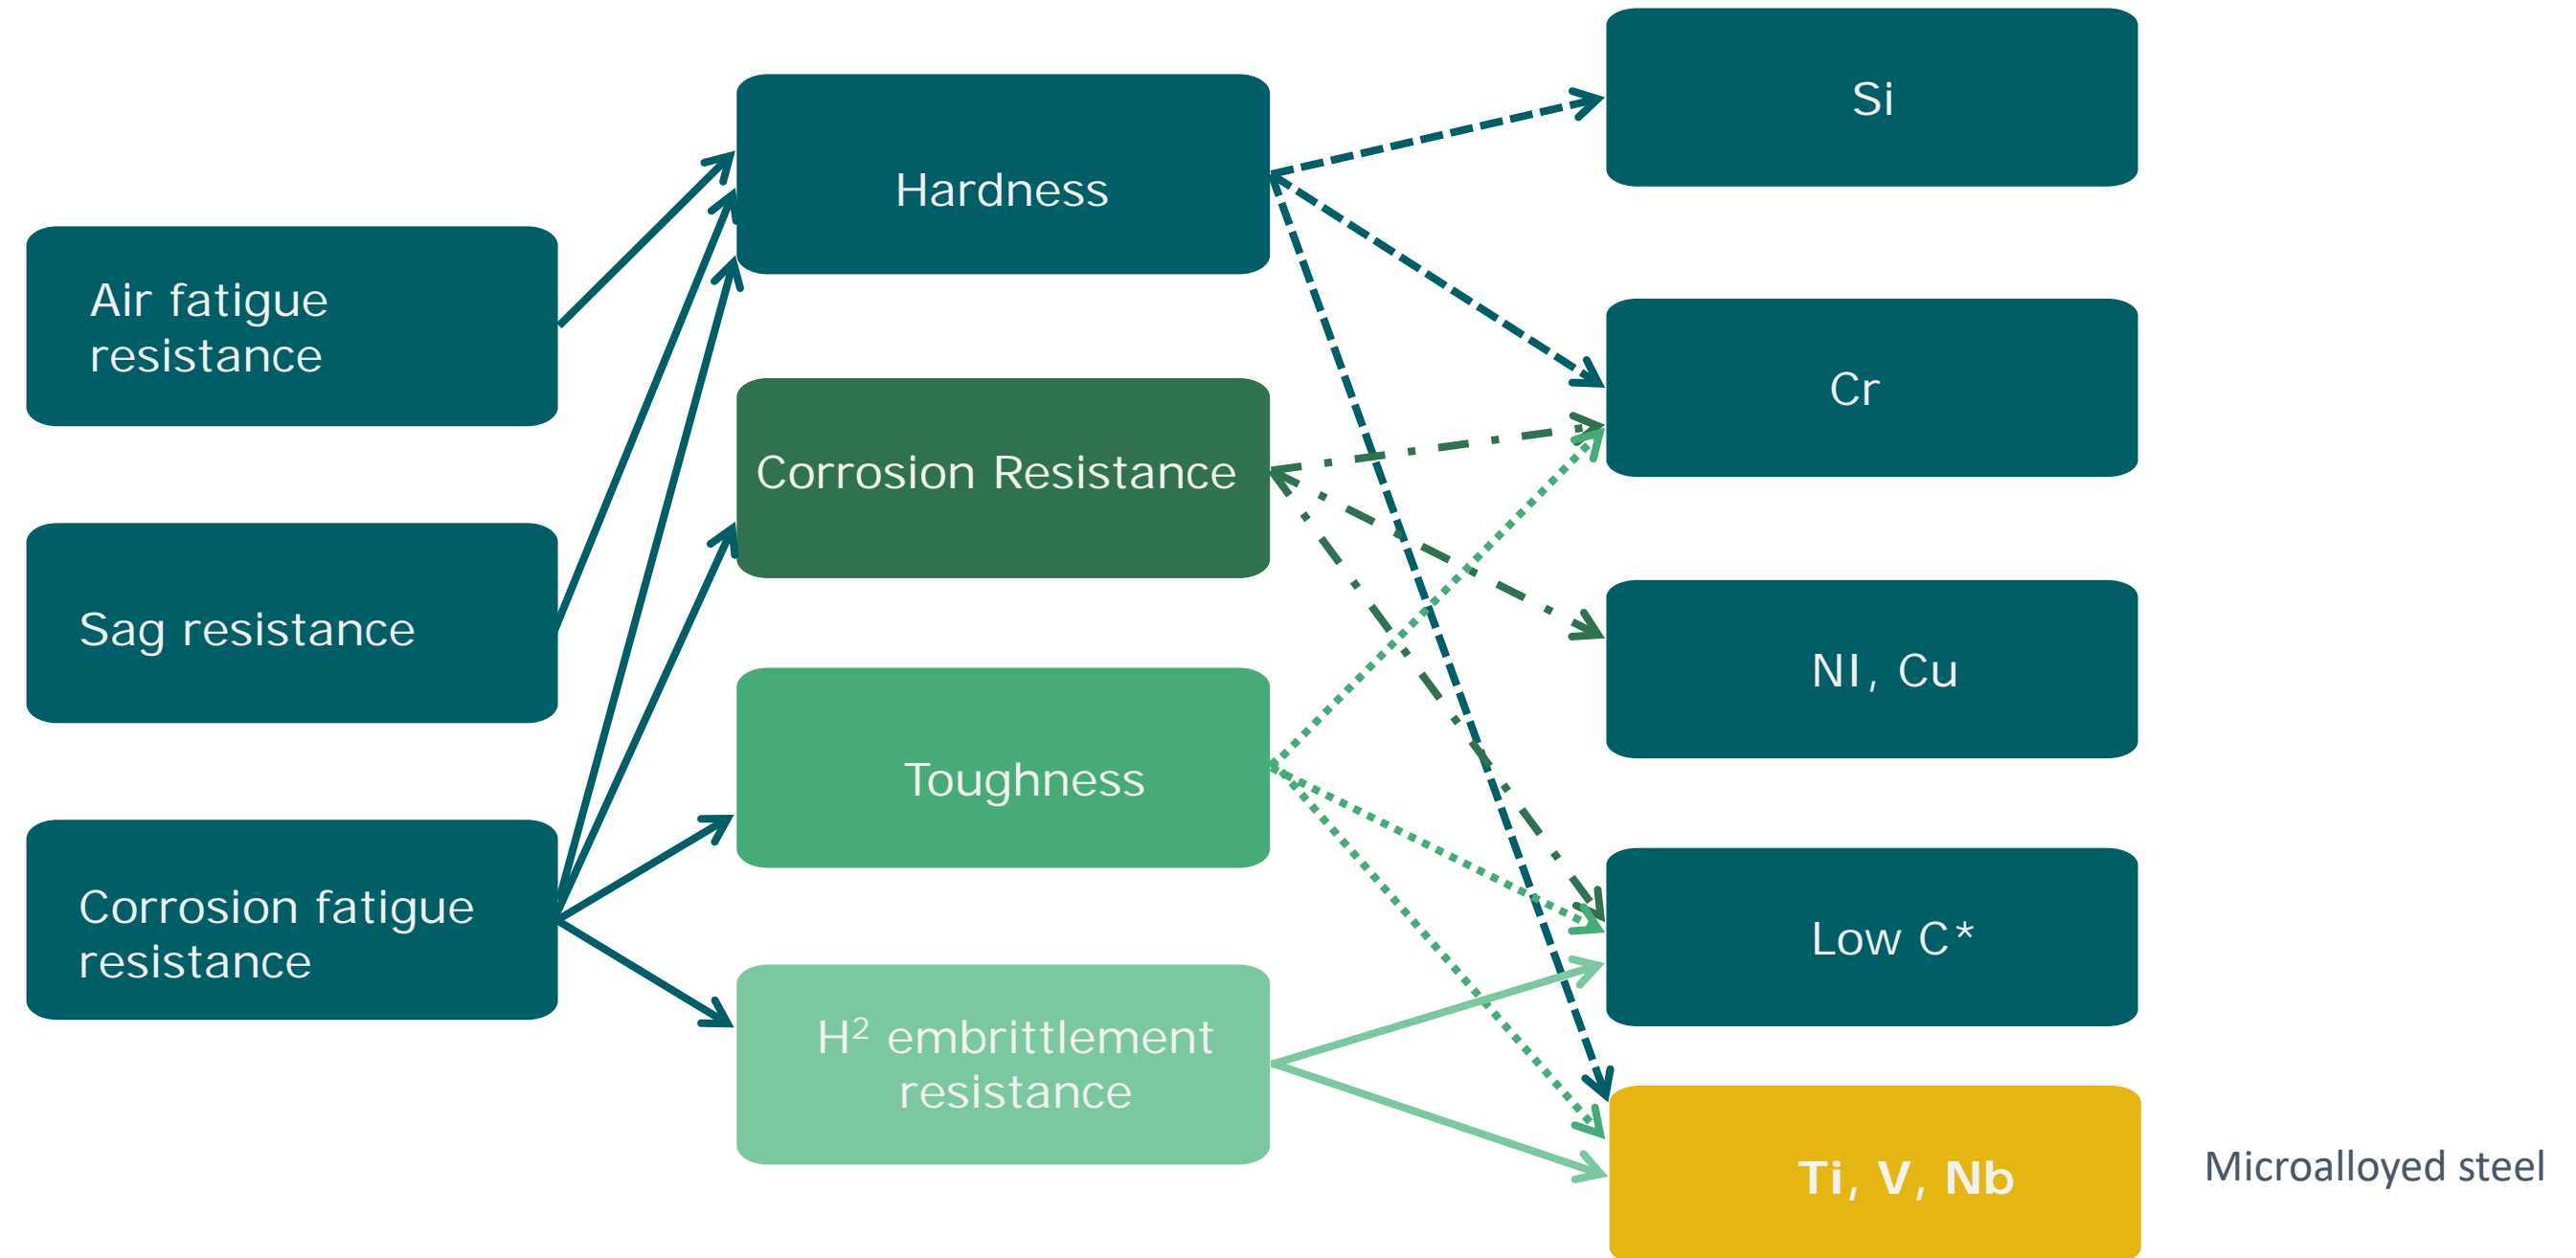 Air fatigue
resistance
Sag resistance
Corrosion fatigue
resistance
Hardness
Corrosion Resistance
Toughness
H² embrittlement
resistance
Si
Cr
NI, Cu
Low C*
Ti, V, Nb
Microalloyed steel